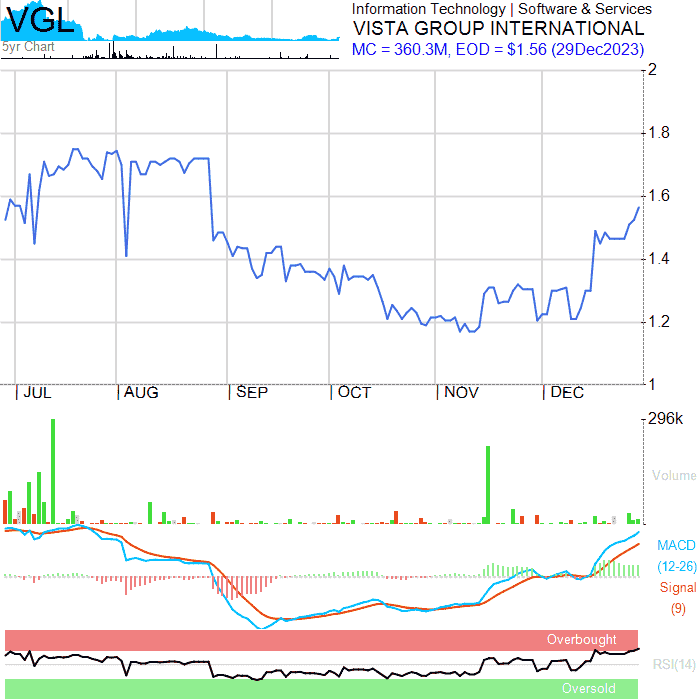 VGL
5yr Chart
Information Technology | Software & Services
VISTA GROUP INTERNATIONAL
MC = 360.3M, EOD = $1.56 (29Dec2023)
2
1.8
1.6
1.4
1.2
1
JUL AUG SEP OCT NOV DEC
296k
Volume
MACD
(12-26)
Signal
(9)
Overbought
RSI(14)
Oversold